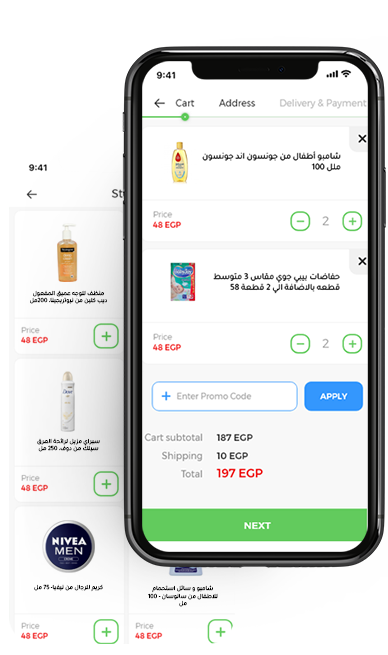 9:41
Cart Address Delivery & Payment
شامبو أطفال من جونسون اند جونسون
100 ملل
Price
48 EGP
2
حفاضات بيبي جوي مقاس 3 متوسط
58 قطعه بالاضافة الي 2 قطعة
Price
48 EGP
2
Enter Promo Code
APPLY
Cart subtotal 187 EGP
Shipping 10 EGP
Total 197 EGP
NEXT
9:41
St
منظف للوجه عميق المفعول
ديب كلين من نيوتروجينا، 200مل
Price
48 EGP
سبراي مزيل لرائحة العرق
سيلك من دوف، 250 مل
Price
48 EGP
NIVEA
MEN
كريم للرجال من نيفيا- 75 مل
Price
48 EGP
شامبو و سائل استحمام
للاطفال من سانوسان - 100
مل
Price
48 EGP